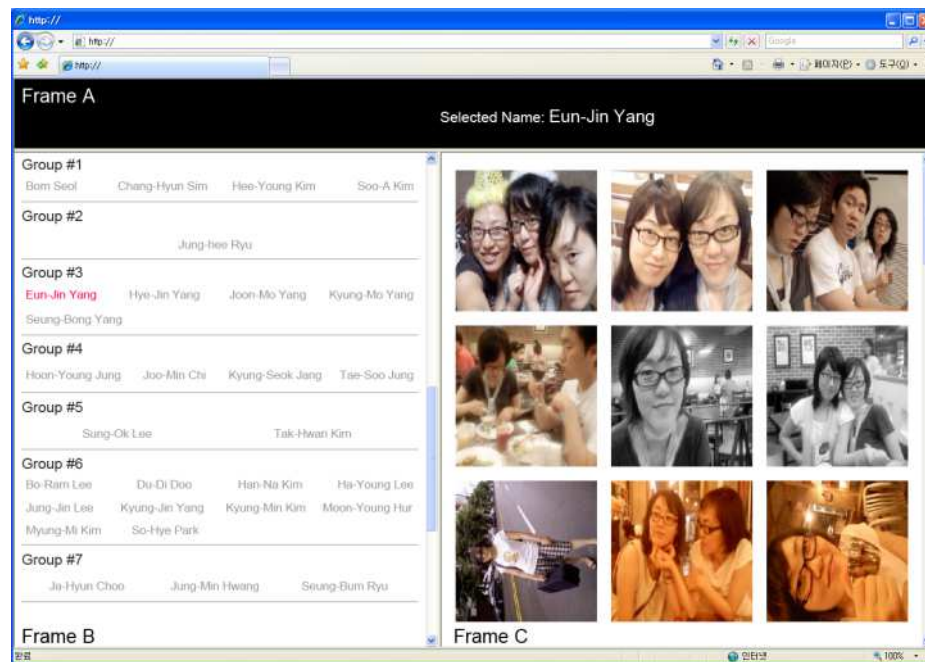 http://
http://
Google
http://
페이지(P)
도구(O)
Frame A
Selected Name: Eun-Jin Yang
Group #1
Bom Seol Chang-Hyun Sim Hee-Young Kim Soo-A Kim
Group #2
Jung-hee Ryu
Group #3
Eun-Jin Yang Hye-Jin Yang Joon-Mo Yang Kyung-Mo Yang
Seung-Bong Yang
Group #4
Hoon-Young Jung Joo-Min Chi Kyung-Seok Jang Tae-Soo Jung
Group #5
Sung-Ok Lee Tak-Hwan Kim
Group #6
Bo-Ram Lee Du-Di Doo Han-Na Kim Ha-Young Lee
Jung-Jin Lee Kyung-Jin Yang Kyung-Min Kim Moon-Young Hur
Myung-Mi Kim So-Hye Park
Group #7
Ja-Hyun Choo Jung-Min Hwang Seung-Bum Ryu
Frame B
Frame C
완료
인터넷
100%